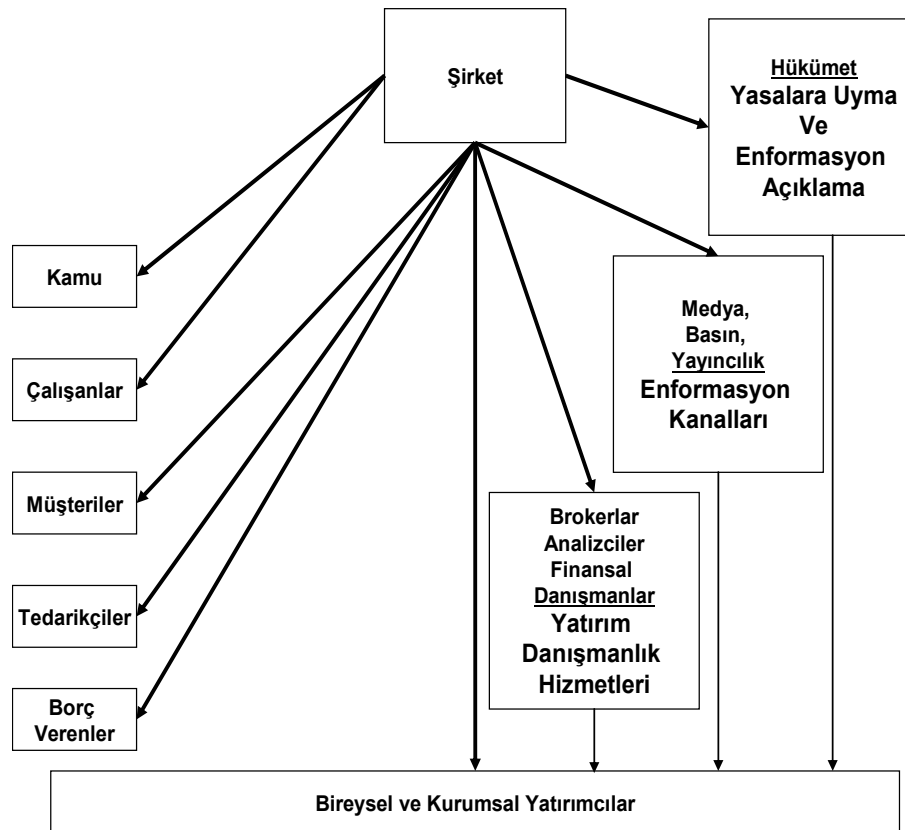 Şirket
Hükümet
Yasalara Uyma
Ve
Enformasyon
Açıklama
Kamu
Çalışanlar
Müşteriler
Tedarikçiler
Borç
Verenler
Medya,
Basın,
Yayıncılık
Enformasyon
Kanalları
Brokerlar
Analizciler
Finansal
Danışmanlar
Yatırım
Danışmanlık
Hizmetleri
Bireysel ve Kurumsal Yatırımcılar